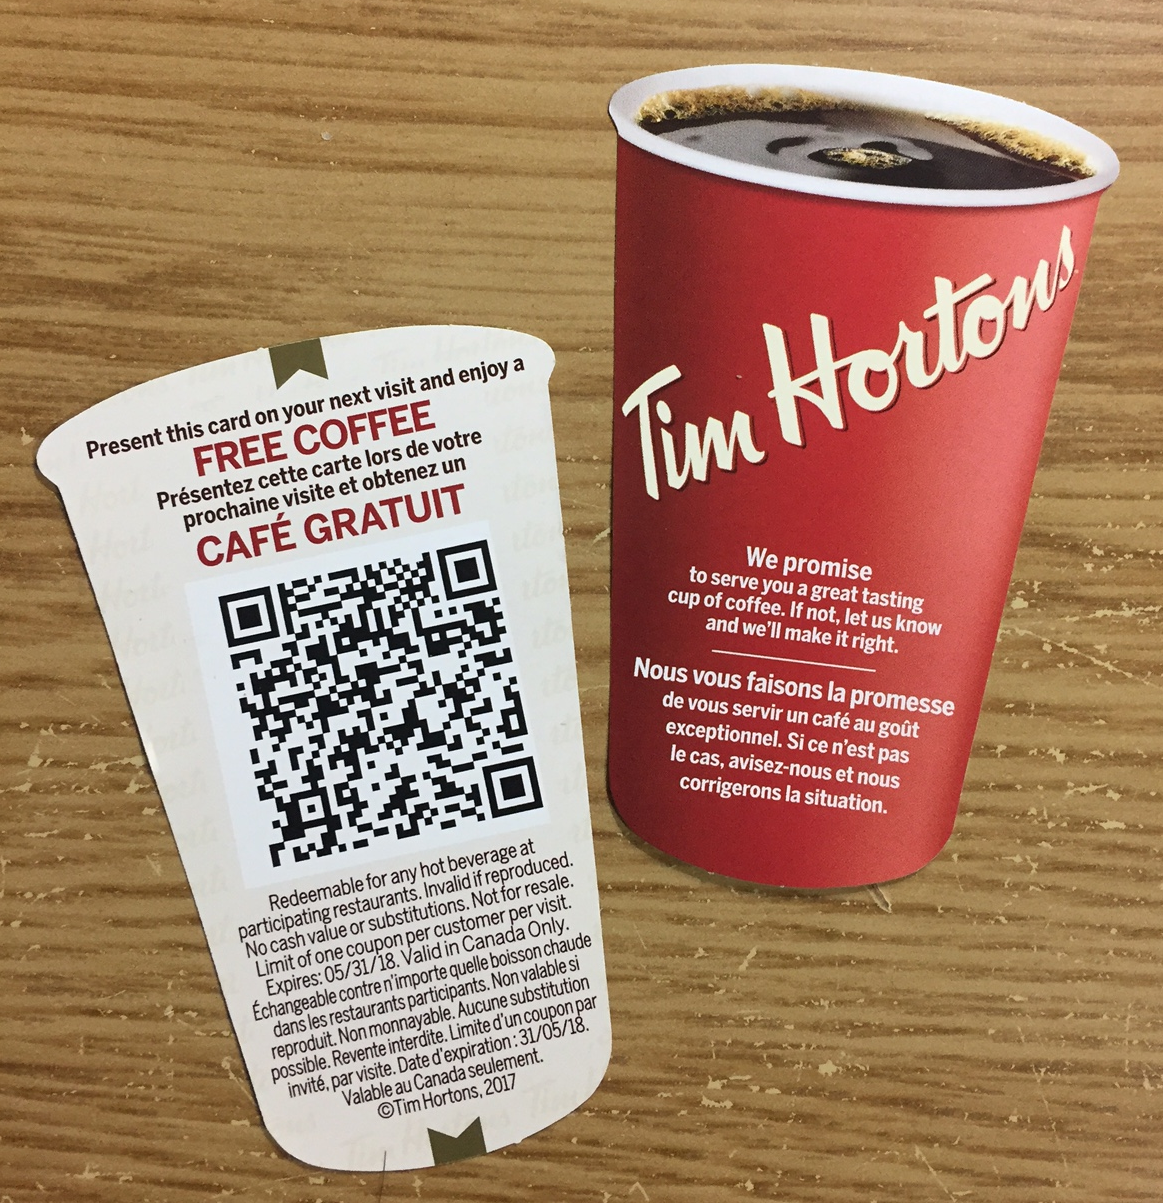 Present this card on your next visit and enjoy a
FREE COFFEE
Présentez cette carte lors de votre
prochaine visite et obtenez un
CAFÉ GRATUIT
Redeemable for any hot beverage at
participating restaurants. Invalid if reproduced.
No cash value or substitutions. Not for resale.
Limit of one coupon per customer per visit.
Expires: 05/31/18. Valid in Canada Only.
Échangeable contre n'importe quelle boisson chaude
dans les restaurants participants. Non valable si
reproduit. Non monnayable. Aucune substitution
possible. Revente interdite. Limite d'un coupon par
invité, par visite. Date d'expiration : 31/05/18.
Valable au Canada seulement.
©Tim Hortons, 2017
Tim Hortons
We promise
to serve you a great tasting
cup of coffee. If not, let us know
and we'll make it right.
Nous vous faisons la promesse
de vous servir un café au goût
exceptionnel. Si ce n'est pas
le cas, avisez-nous et nous
corrigerons la situation.